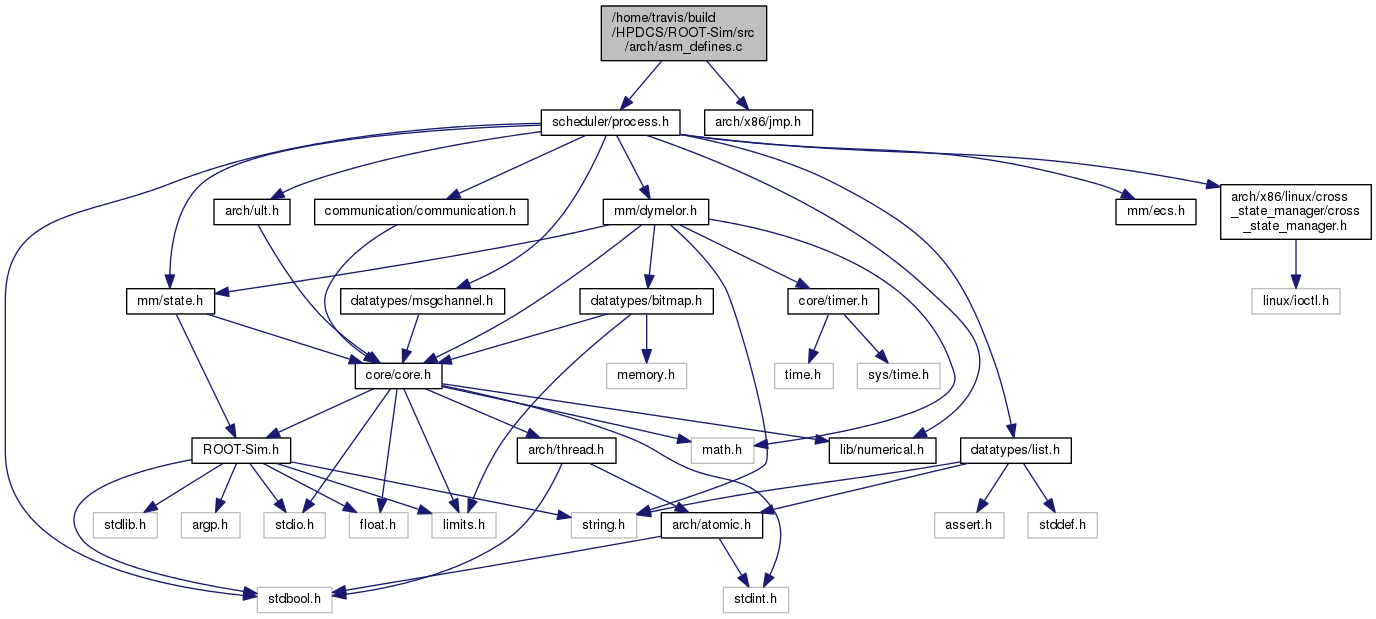 /home/travis/build
/HPDCS/ROOT-Sim/src
/arch/asm_defines.c
scheduler/process.h
arch/x86/jmp.h
arch/ult.h
communication/communication.h
mm/dymelor.h
mm/ecs.h
arch/x86/linux/cross
_state_manager/cross
_state_manager.h
mm/state.h
datatypes/msgchannel.h
datatypes/bitmap.h
core/timer.h
linux/ioctl.h
core/core.h
memory.h
time.h
sys/time.h
ROOT-Sim.h
arch/thread.h
math.h
lib/numerical.h
datatypes/list.h
stdlib.h
argp.h
stdio.h
float.h
limits.h
string.h
arch/atomic.h
assert.h
stddef.h
stdbool.h
stdint.h